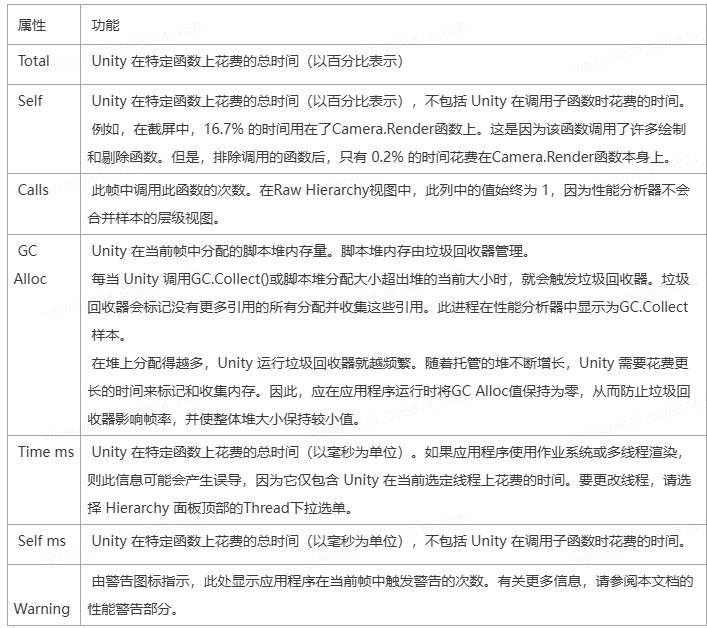 属性 功能
Total Unity 在特定函数上花费的总时间（以百分比表示）
Self Unity 在特定函数上花费的总时间（以百分比表示），不包括 Unity 在调用子函数时花费的时间。
例如，在截屏中，16.7% 的时间用在了Camera.Render函数上。这是因为该函数调用了许多绘制
和剔除函数。但是，排除调用的函数后，只有 0.2% 的时间花费在Camera.Render函数本身上。
Calls 此帧中调用此函数的次数。在Raw Hierarchy视图中，此列中的值始终为 1，因为性能分析器不会
合并样本的层级视图。
GC Unity 在当前帧中分配的脚本堆内存量。脚本堆内存由垃圾回收器管理。
Alloc 每当 Unity 调用GC.Collect()或脚本堆分配大小超出堆的当前大小时，就会触发垃圾回收器。垃圾
回收器会标记没有更多引用的所有分配并收集这些引用。此进程在性能分析器中显示为GC.Collect
样本。
在堆上分配得越多，Unity 运行垃圾回收器就越频繁。随着托管的堆不断增长，Unity 需要花费更
长的时间来标记和收集内存。因此，应在应用程序运行时将GC Alloc值保持为零，从而防止垃圾回
收器影响帧率，并使整体堆大小保持较小值。
Time ms Unity 在特定函数上花费的总时间（以毫秒为单位）。如果应用程序使用作业系统或多线程渲染，
则此信息可能会产生误导，因为它仅包含 Unity 在当前选定线程上花费的时间。要更改线程，请选
择 Hierarchy 面板顶部的Thread下拉选单。
Self ms Unity 在特定函数上花费的总时间（以毫秒为单位），不包括 Unity 在调用子函数时花费的时间。
由警告图标指示，此处显示应用程序在当前帧中触发警告的次数。有关更多信息，请参阅本文档的
Warning 性能警告部分。